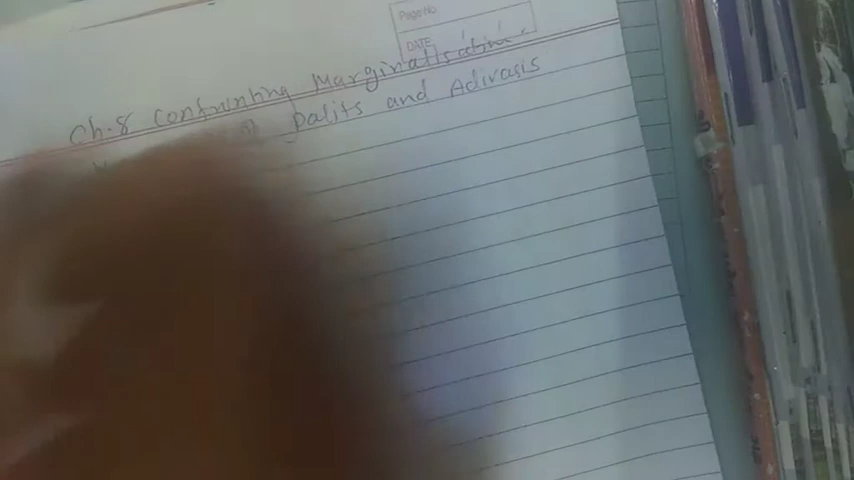 Page No.
DATE
Ch.8 Confronting Marginalisation
Dalits and Adivasis